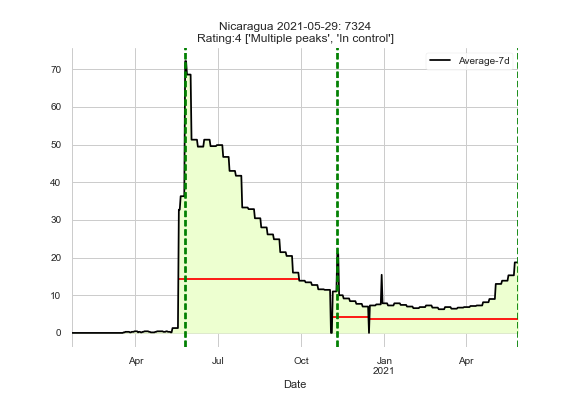 Nicaragua 2021-05-29: 7324
Rating:4 ['Multiple peaks', 'In control']
Average-7d
70
60
50
40
30
20
10
0
Apr
Jul
Oct
Jan
2021
Apr
Date